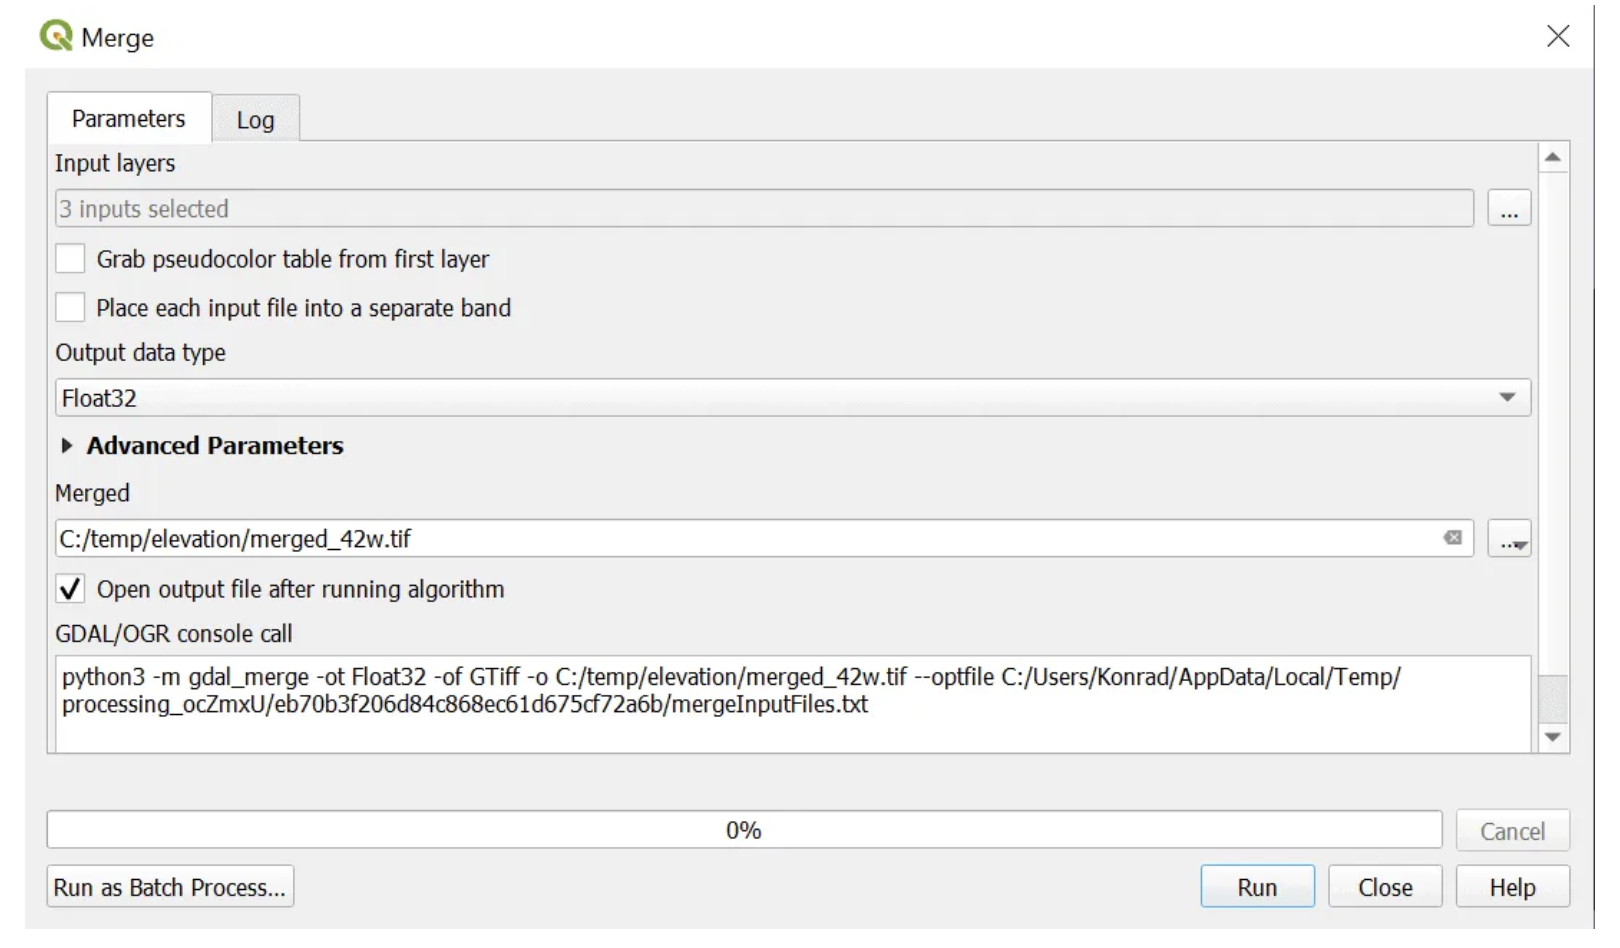 Merge
Parameters
Log
Input layers
3 inputs selected
...
Grab pseudocolor table from first layer
Place each input file into a separate band
Output data type
Float32
Advanced Parameters
Merged
C:/temp/elevation/merged_42w.tif
...
Open output file after running algorithm
GDAL/OGR console call
python3 -m gdal_merge -ot Float32 -of GTiff -o C:/temp/elevation/merged_42w.tif --optfile C:/Users/Konrad/AppData/Local/Temp/
processing_ocZmxU/eb70b3f206d84c868ec61d675cf72a6b/mergeInputFiles.txt
0%
Cancel
Run as Batch Process...
Run
Close
Help